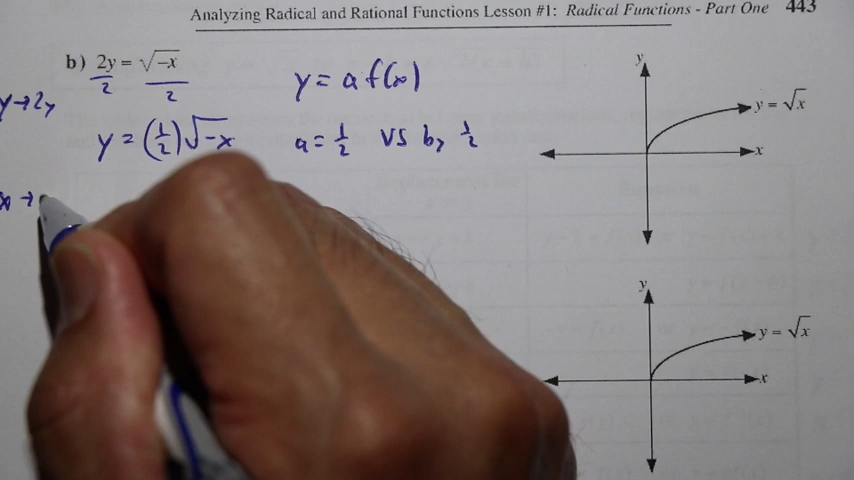 Analyzing Radical and Rational Functions Lesson #1: Radical Functions - Part One 443
b) 2y = √-x
2 2
y = a f(x)
y→2y
y = (1/2)√-x
a = 1/2 VS by 1/2
x→
y
y = √x
x
y
y = √x
x